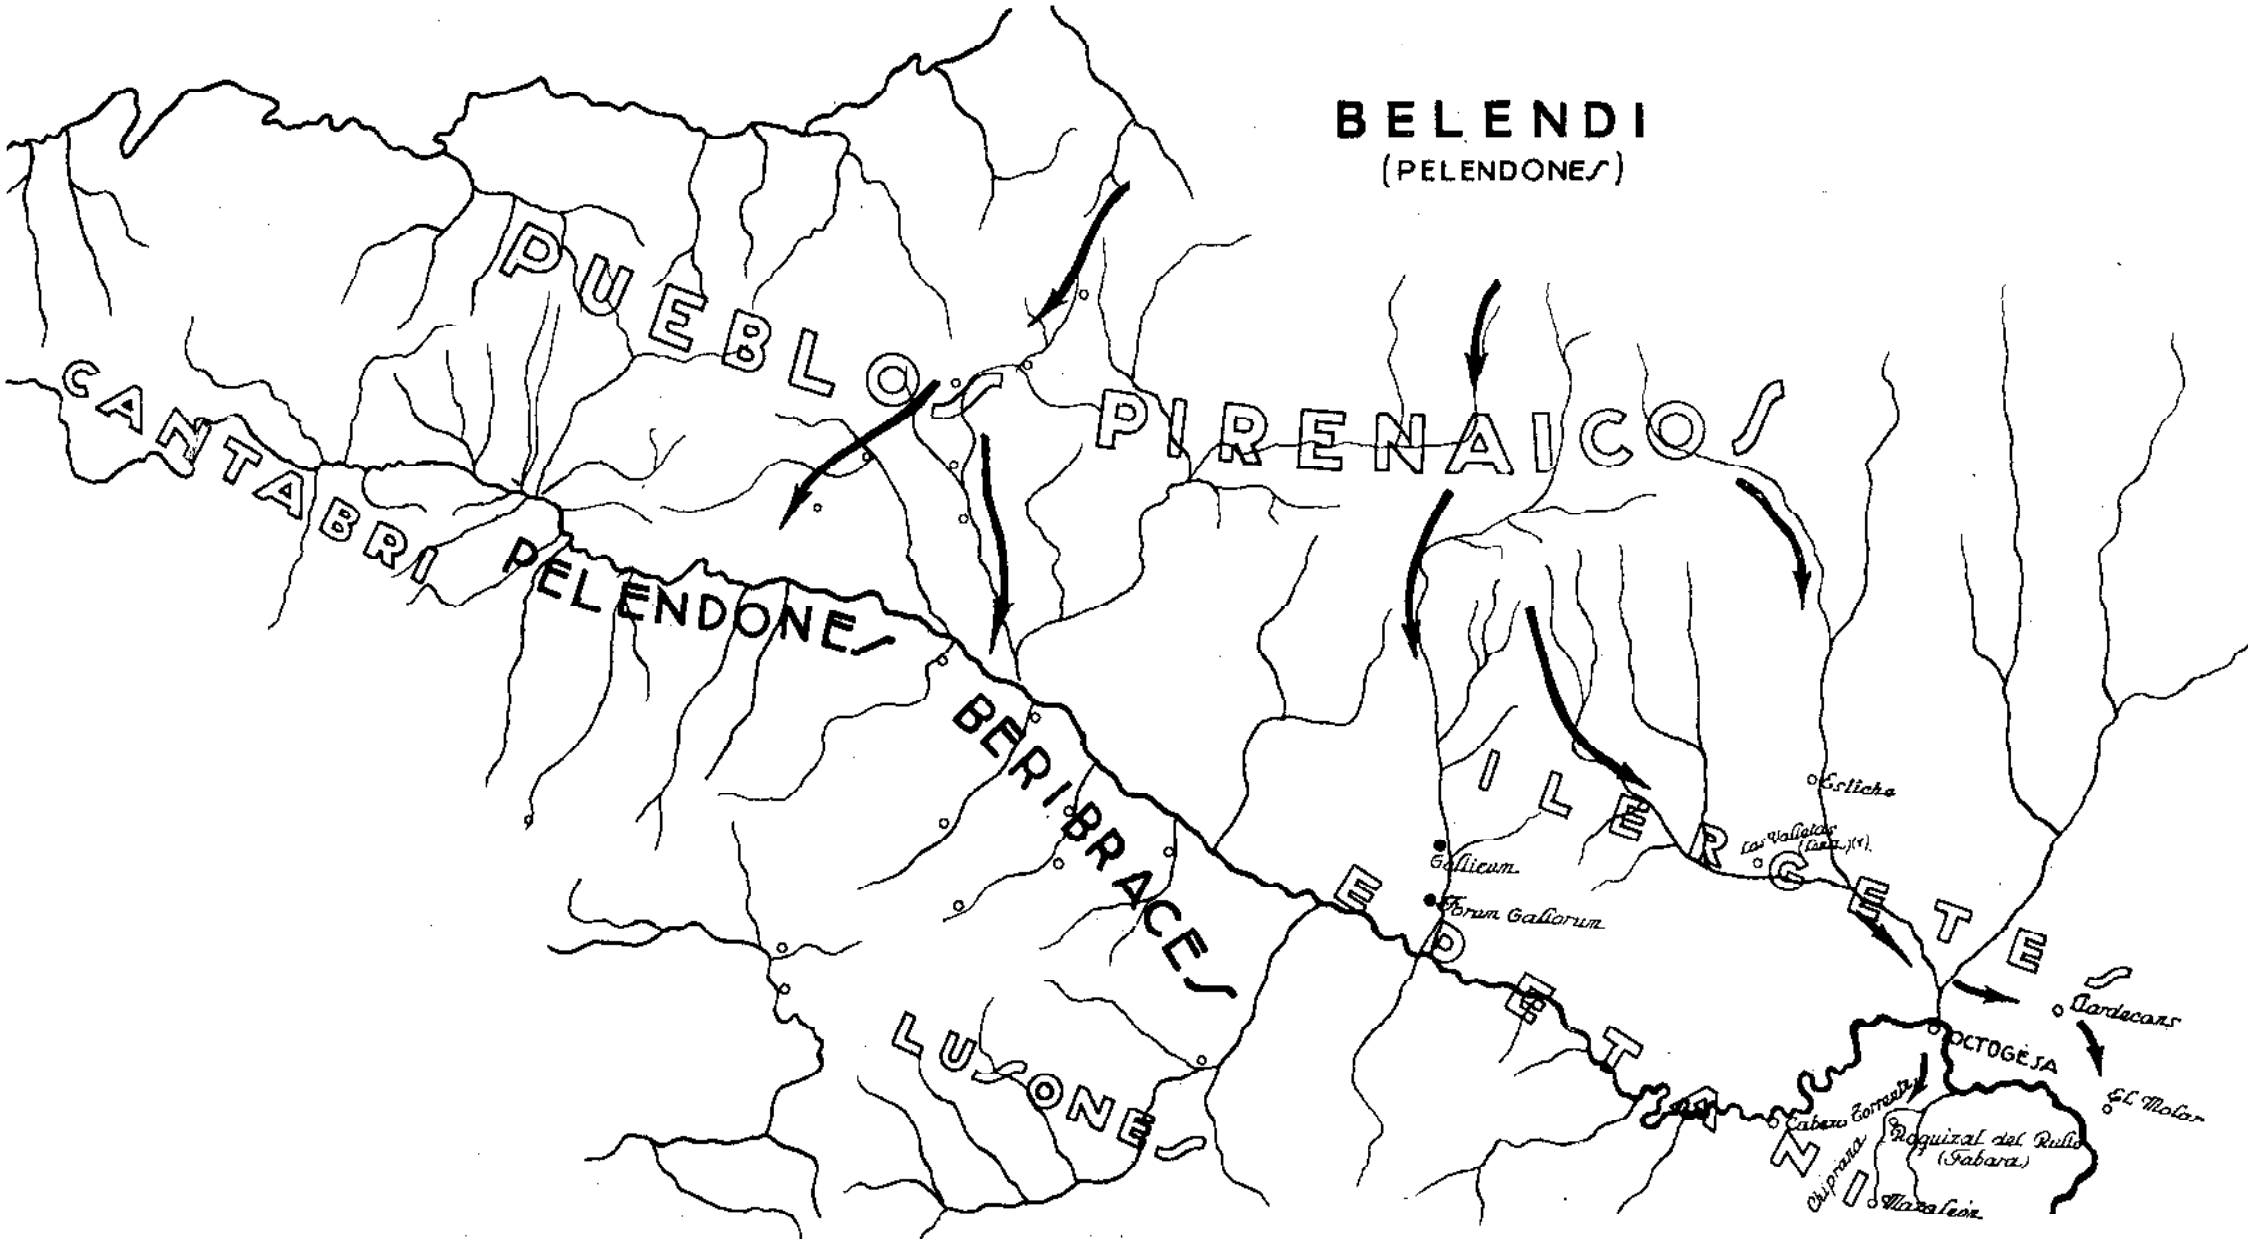 BELENDI
(PELENDONES)
PUEBLOS PIRENAICOS
CANTABRI
PELENDONES
BERIBRACES
ILERGETES
Estiche
Las Valletas
Gallicum
Forum Gallorum
EDETANI
LUSONES
Llardecans
OCTOGESA
EL Molar
Cabezo Torrente
Chiprana
Roquizal del Rullo
(Fabara)
Mazaleón